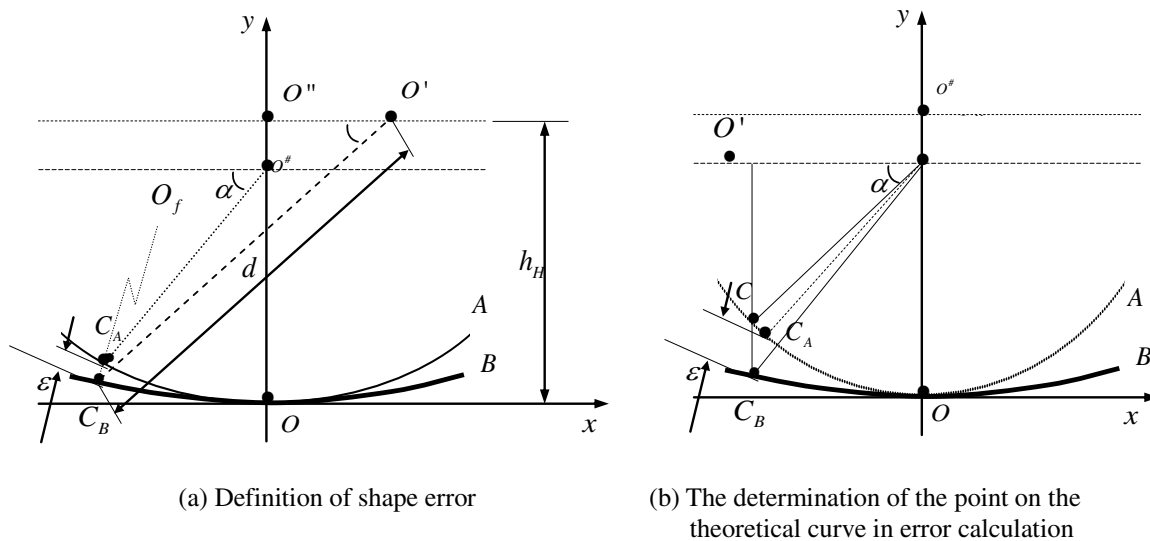 y
O"
O'
O#
α
O_f
d
h_H
C_A
A
B
ε
C_B
O
x
(a) Definition of shape error
y
O#
O'
α
C
C_A
A
B
ε
C_B
O
x
(b) The determination of the point on the
theoretical curve in error calculation